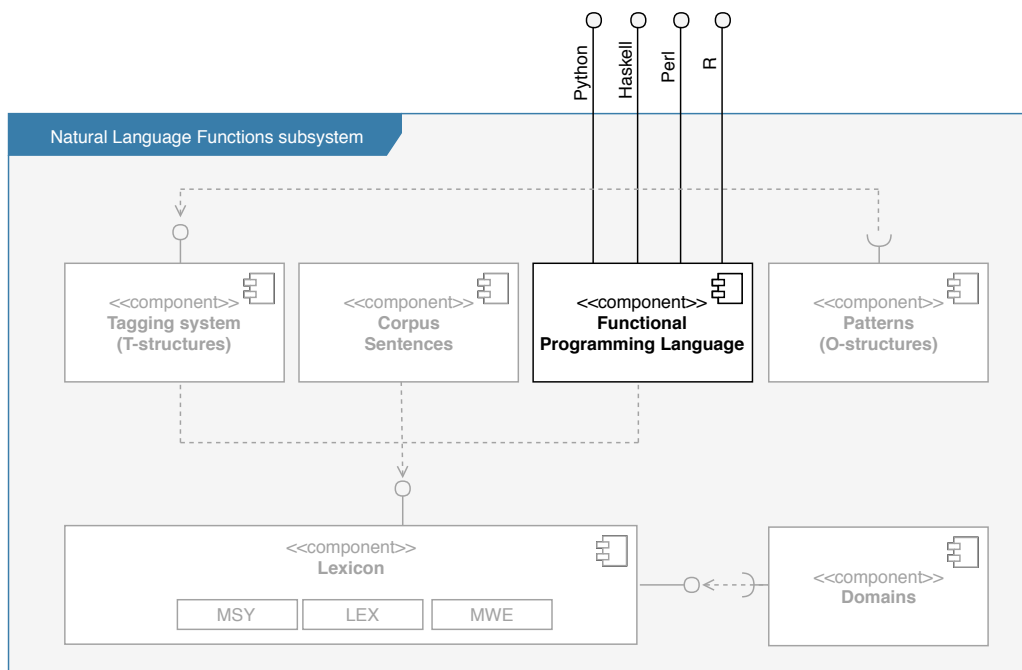 Python
Haskell
Perl
R
Natural Language Functions subsystem
<<component>>
Tagging system
(T-structures)
<<component>>
Corpus
Sentences
<<component>>
Functional
Programming Language
<<component>>
Patterns
(O-structures)
<<component>>
Lexicon
MSY
LEX
MWE
<<component>>
Domains